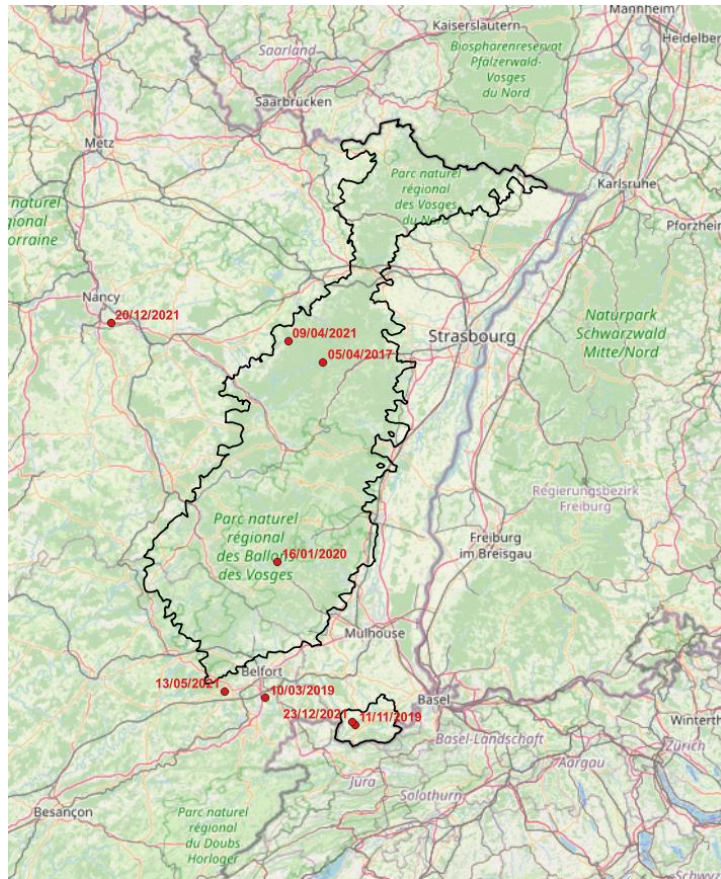 Mannheim
Kaiserslautern
Heidelber
Saarland
Biosphärenreservat
Pfälzerwald-
Vosges
du Nord
Saarbrücken
Metz
Parc naturel
régional
des Vosges
du Nord
Karlsruhe
naturel
gional
orraine
Pforzheim
Nancy
20/12/2021
09/04/2021
05/04/2017
Strasbourg
Naturpark
Schwarzwald
Mitte/Nord
Regierungsbezirk
Freiburg
Parc naturel
régional
des Ballons
des Vosges
16/01/2020
Freiburg
im Breisgau
Mulhouse
Belfort
13/05/2021
10/03/2019
Basel
23/12/2021
11/11/2019
Winterth
Basel-Landschaft
Zürich
Aargau
Jura
Solothurn
Besançon
Parc naturel
régional
du Doubs
Horloger
Schwyz